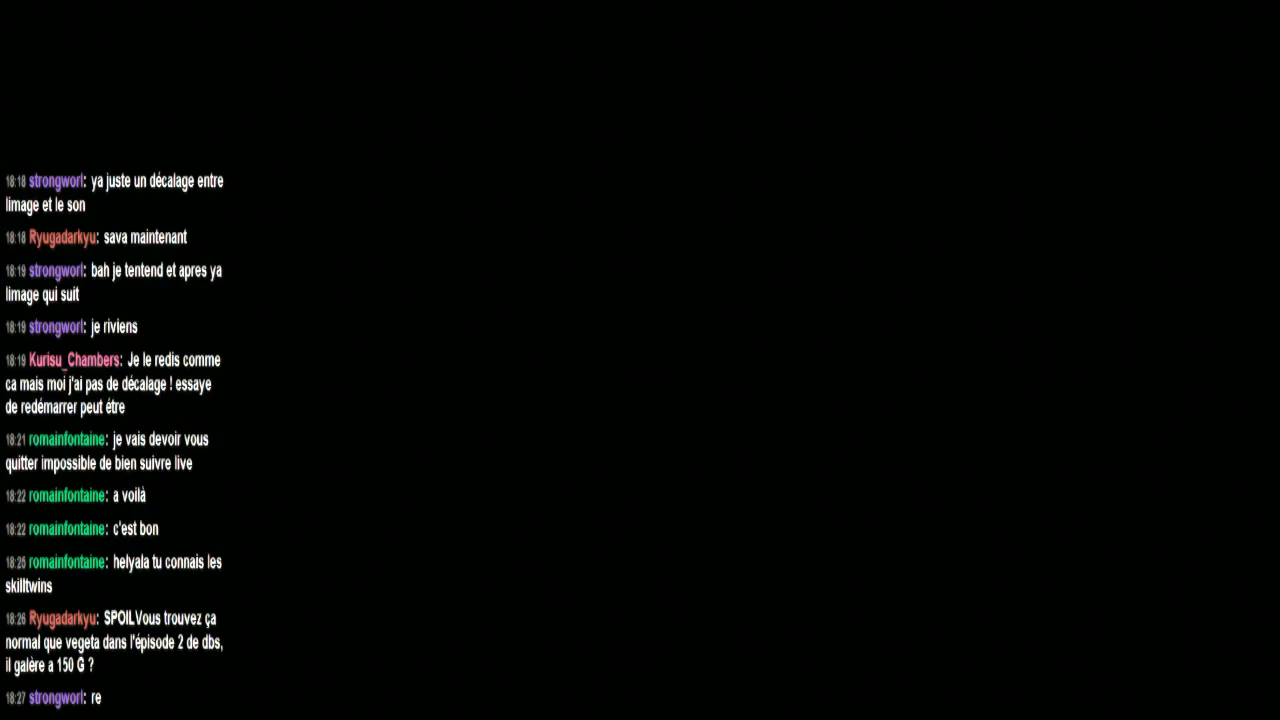 18:18 strongworl: ya juste un décalage entre
limage et le son
18:18 Ryugadarkyu: sava maintenant
18:19 strongworl: bah je tentend et apres ya
limage qui suit
18:19 strongworl: je riviens
18:19 Kurisu_Chambers: Je le redis comme
ca mais moi j'ai pas de décalage ! essaye
de redémarrer peut étre
18:21 romainfontaine: je vais devoir vous
quitter impossible de bien suivre live
18:22 romainfontaine: a voilà
18:22 romainfontaine: c'est bon
18:25 romainfontaine: helyala tu connais les
skilltwins
18:26 Ryugadarkyu: SPOILVous trouvez ça
normal que vegeta dans l'épisode 2 de dbs,
il galère a 150 G ?
18:27 strongworl: re